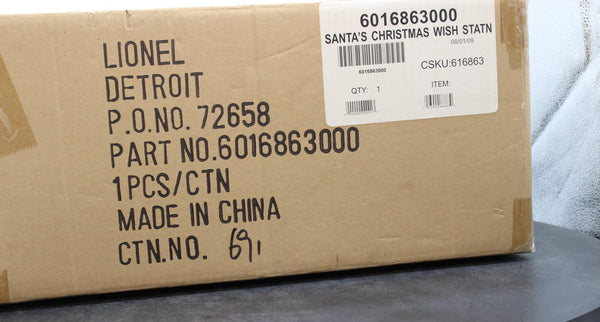 LIONEL
DETROIT
P.O.NO. 72658
PART NO.6016863000
1PCS/CTN
MADE IN CHINA
CTN.NO. 691
6016863000
SANTA'S CHRISTMAS WISH STATN
08/01/09
6016863000
CSKU:616863
QTY: 1
ITEM: